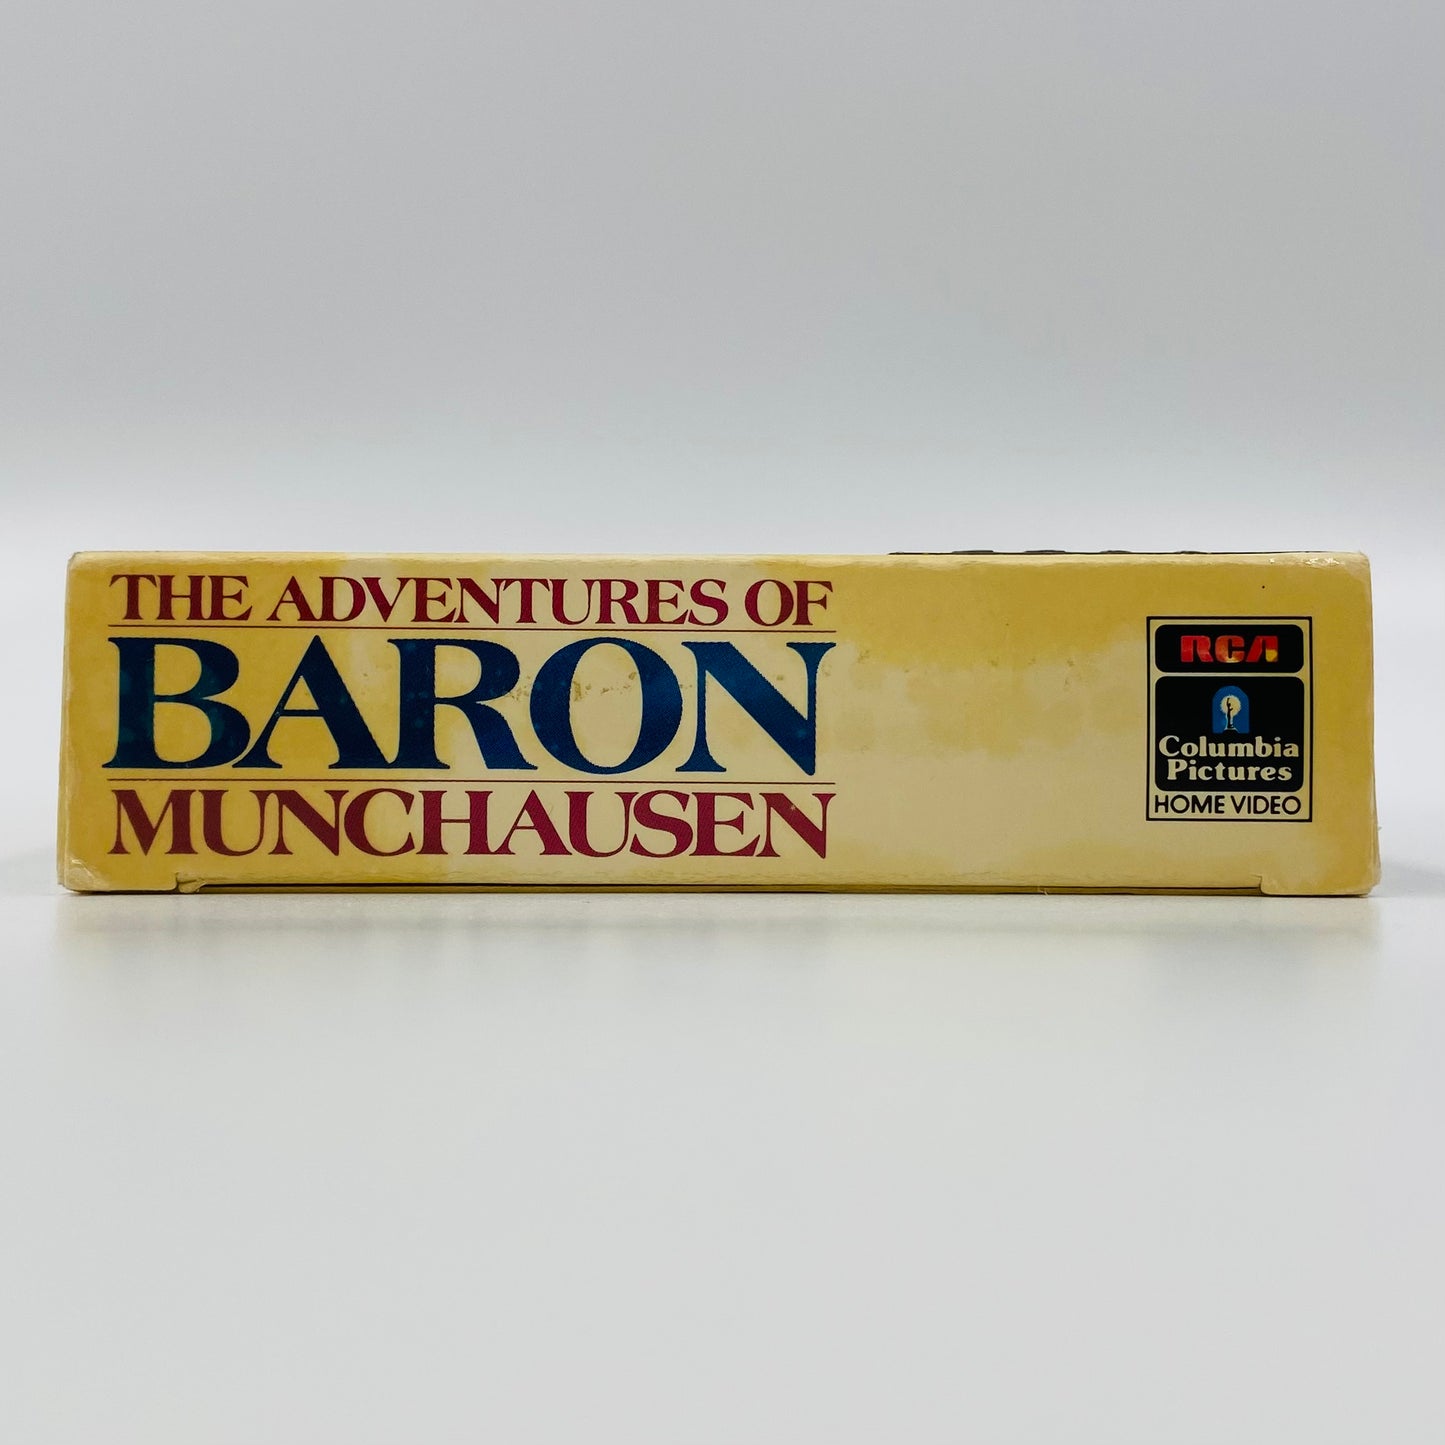 THE ADVENTURES OF
BARON
MUNCHAUSEN
RCA
Columbia
Pictures
HOME VIDEO